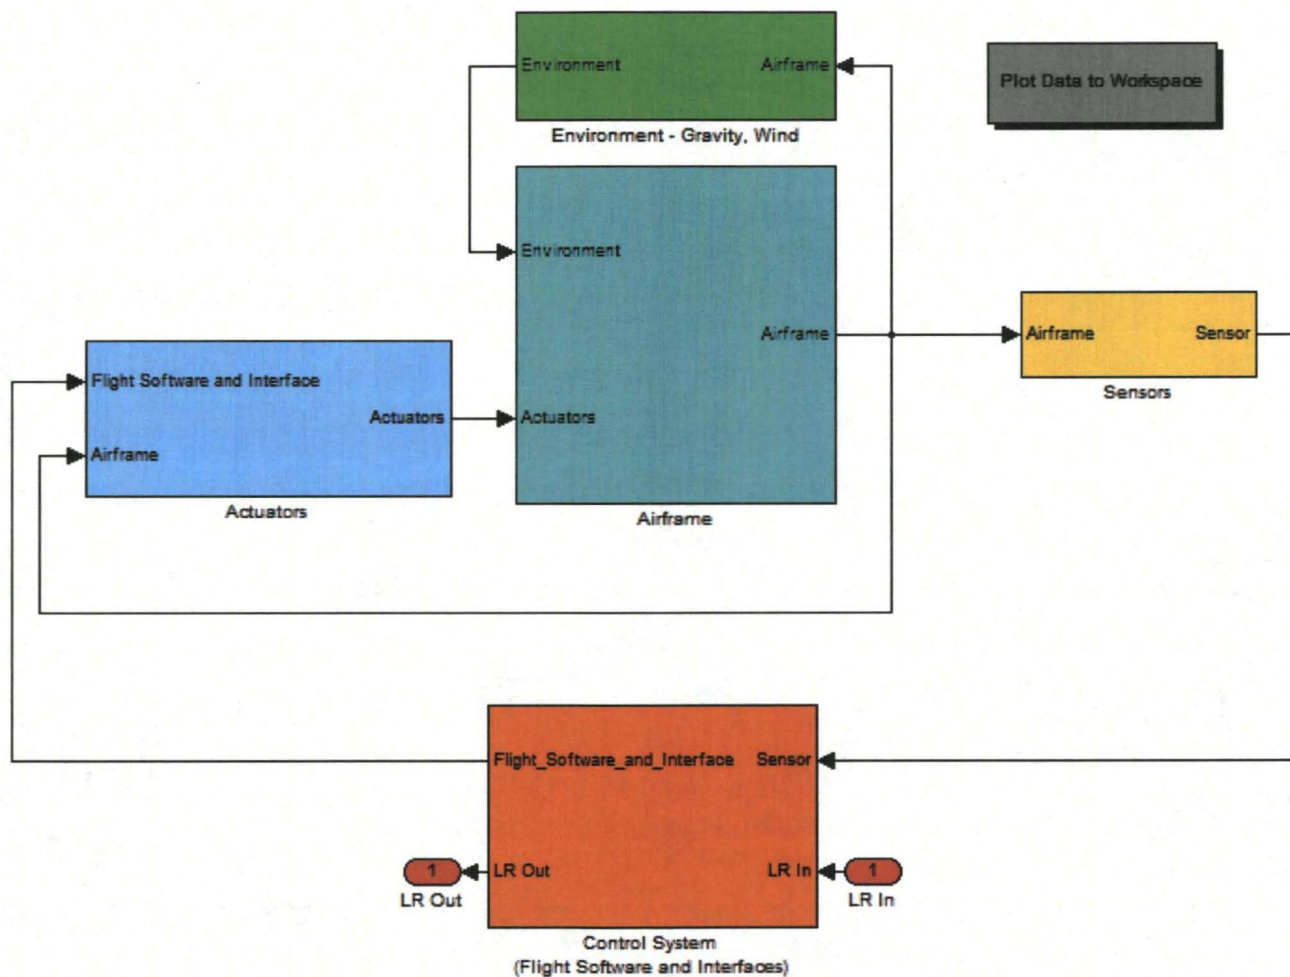 Environment
Airframe
Environment - Gravity, Wind
Plot Data to Workspace
Environment
Airframe
Actuators
Airframe
Flight Software and Interface
Actuators
Airframe
Actuators
Airframe
Sensor
Sensors
Flight_Software_and_Interface
Sensor
LR Out
LR In
1
LR Out
1
LR In
Control System
(Flight Software and Interfaces)